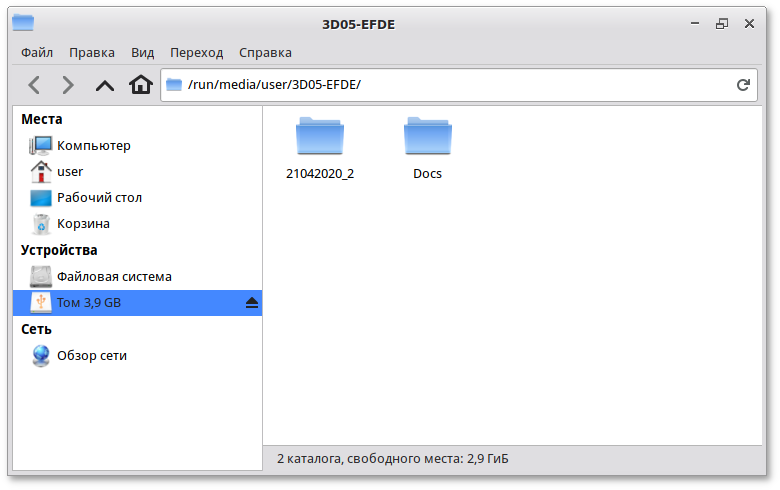 3D05-EFDE
Файл Правка Вид Переход Справка
/run/media/user/3D05-EFDE/
Места
Компьютер
user
Рабочий стол
Корзина
Устройства
Файловая система
Том 3,9 GB
Сеть
Обзор сети
21042020_2 Docs
2 каталога, свободного места: 2,9 ГиБ